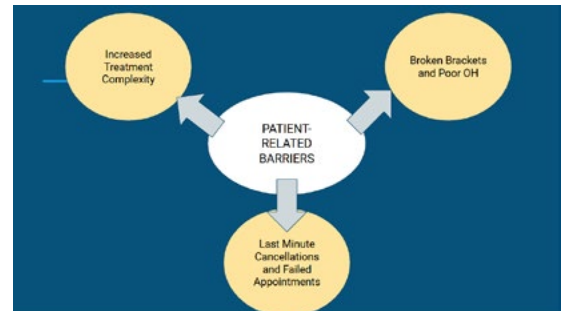 Increased
Treatment
Complexity
Broken Brackets
and Poor OH
PATIENT-
RELATED
BARRIERS
Last Minute
Cancellations
and Failed
Appointments